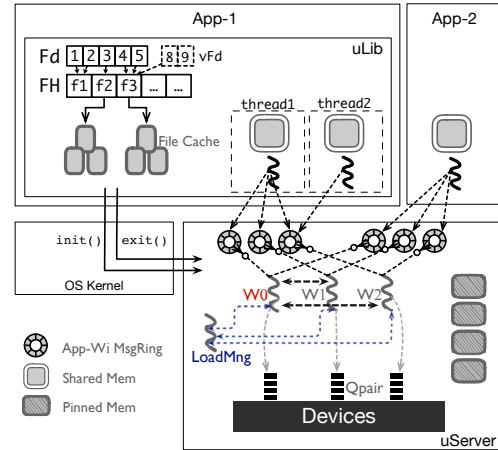 App-1
App-2
uLib
Fd 1 2 3 4 5 8 9 vFd
FH f1 f2 f3 ... ...
thread1 thread2
File Cache
init() exit()
OS Kernel
W0 W1 W2
LoadMng
App-Wi MsgRing
Shared Mem
Pinned Mem
Qpair
Devices
uServer